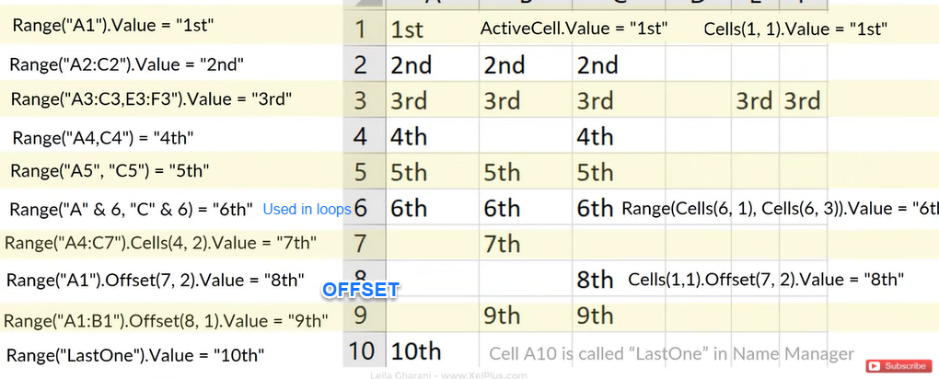 A B C D E F
Range("A1").Value = "1st" 1 1st ActiveCell.Value = "1st" Cells(1, 1).Value = "1st"
Range("A2:C2").Value = "2nd" 2 2nd 2nd 2nd
Range("A3:C3,E3:F3").Value = "3rd" 3 3rd 3rd 3rd 3rd 3rd
Range("A4,C4") = "4th" 4 4th 4th
Range("A5", "C5") = "5th" 5 5th 5th 5th
Range("A" & 6, "C" & 6) = "6th" Used in loops 6 6th 6th 6th Range(Cells(6, 1), Cells(6, 3)).Value = "6th
Range("A4:C7").Cells(4, 2).Value = "7th" 7 7th
Range("A1").Offset(7, 2).Value = "8th" 8 8th Cells(1,1).Offset(7, 2).Value = "8th"
OFFSET
Range("A1:B1").Offset(8, 1).Value = "9th" 9 9th 9th
Range("LastOne").Value = "10th" 10 10th Cell A10 is called “LastOne” in Name Manager
Subscribe
Leila Gharani - www.XelPlus.com